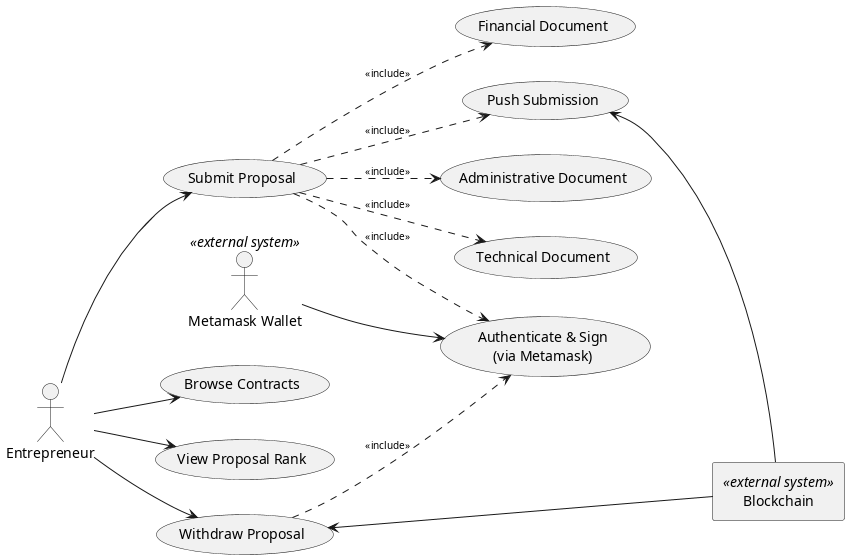 Financial Document
«include»
Push Submission
«include»
Submit Proposal
«include»
Administrative Document
«include»
«include»
Technical Document
«external system»
Metamask Wallet
Authenticate & Sign
(via Metamask)
Browse Contracts
Entrepreneur
View Proposal Rank
«include»
Withdraw Proposal
«external system»
Blockchain